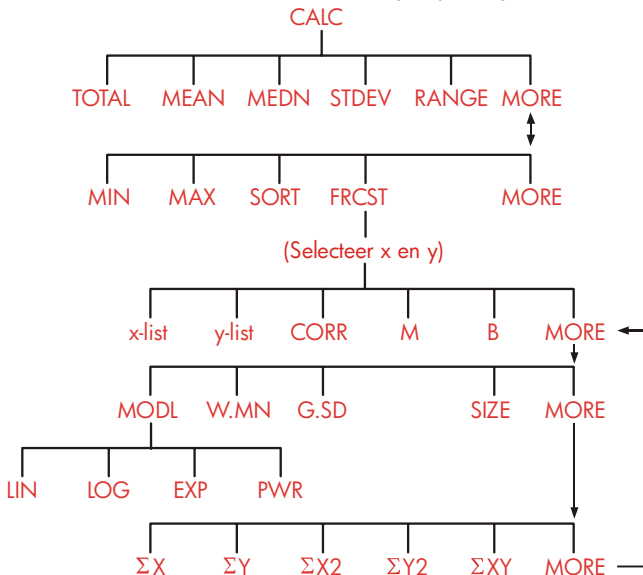 CALC
TOTAL MEAN MEDN STDEV RANGE MORE
MIN MAX SORT FRCST MORE
(Selecteer x en y)
x-list y-list CORR M B MORE
MODL W.MN G.SD SIZE MORE
LIN LOG EXP PWR
ΣX ΣY ΣX2 ΣY2 ΣXY MORE